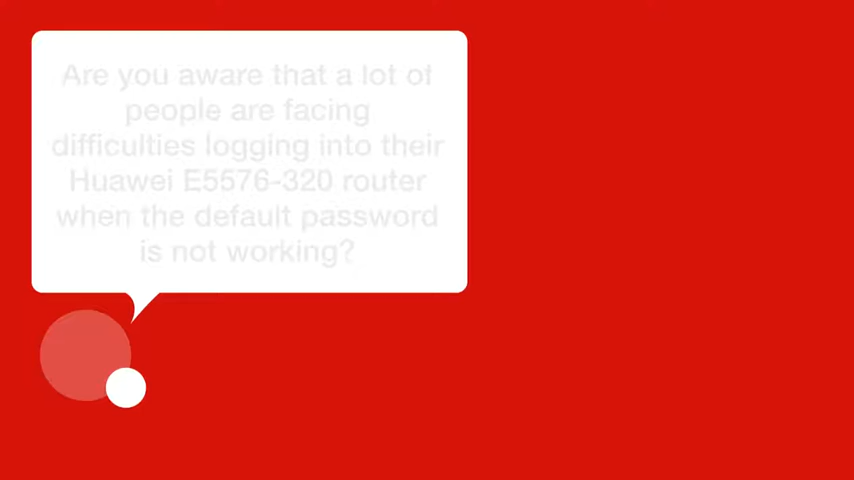 Are you aware that a lot of
people are facing
difficulties logging into their
Huawei E5576-320 router
when the default password
is not working?